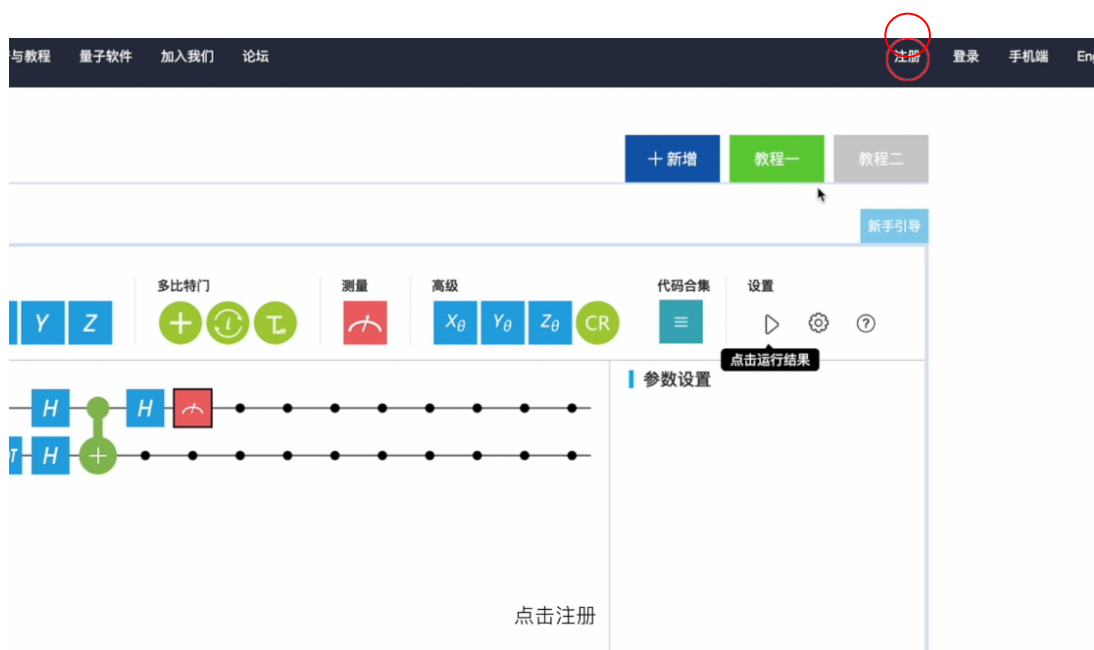 与教程 量子软件 加入我们 论坛 注册 登录 手机端 Eng
＋新增 教程一 教程二
新手引导
多比特门 测量 高级 代码合集 设置
Y Z i T Xθ Yθ Zθ CR
点击运行结果
参数设置
H H
T H
点击注册